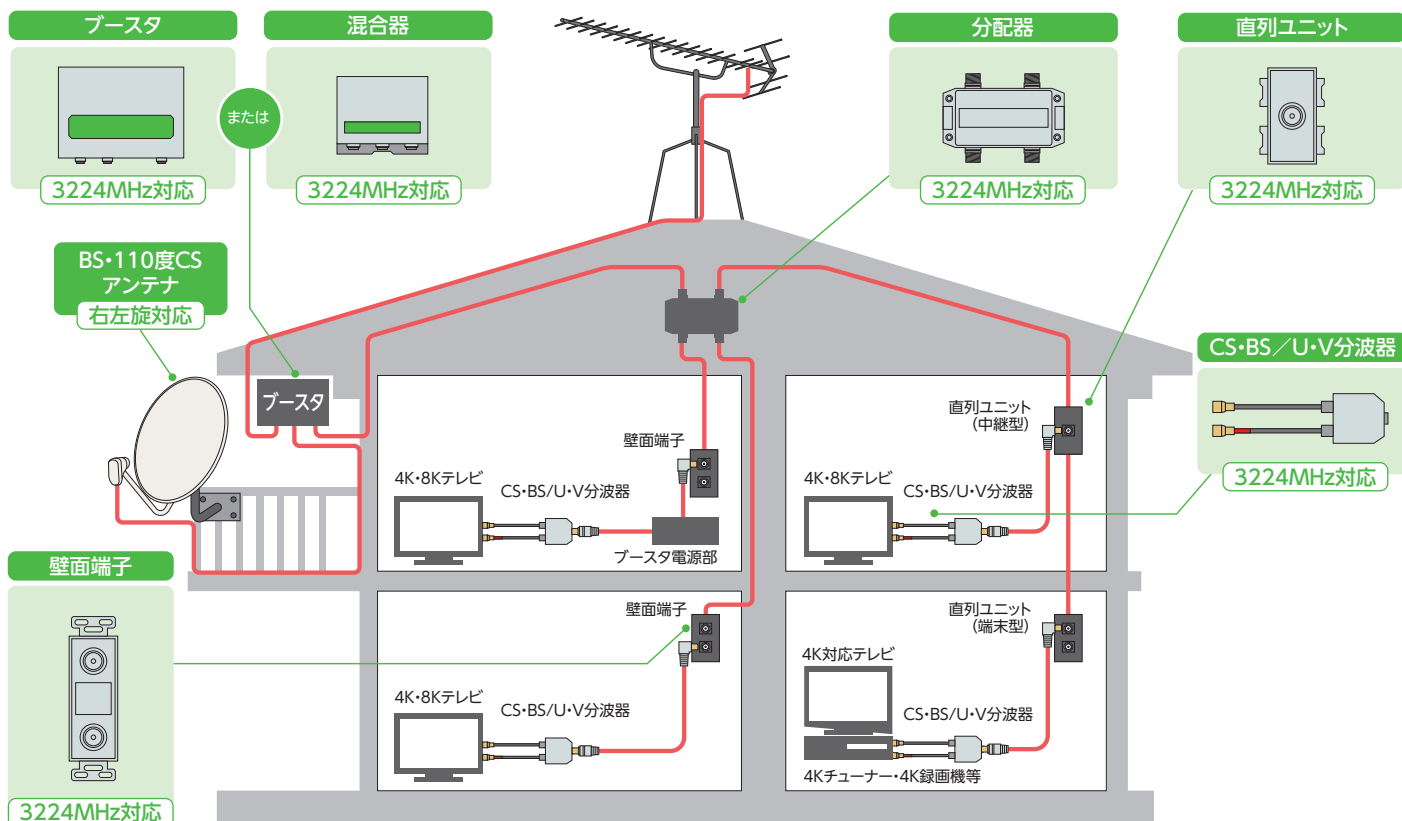 ブースタ
3224MHz対応
または
混合器
3224MHz対応
分配器
3224MHz対応
直列ユニット
3224MHz対応
BS・110度CS
アンテナ
右左旋対応
ブースタ
CS・BS／U・V分波器
3224MHz対応
壁面端子
4K・8Kテレビ
CS・BS/U・V分波器
ブースタ電源部
直列ユニット
（中継型）
4K・8Kテレビ
CS・BS/U・V分波器
壁面端子
3224MHz対応
壁面端子
4K・8Kテレビ
CS・BS/U・V分波器
直列ユニット
（端末型）
4K対応テレビ
CS・BS/U・V分波器
4Kチューナー・4K録画機等